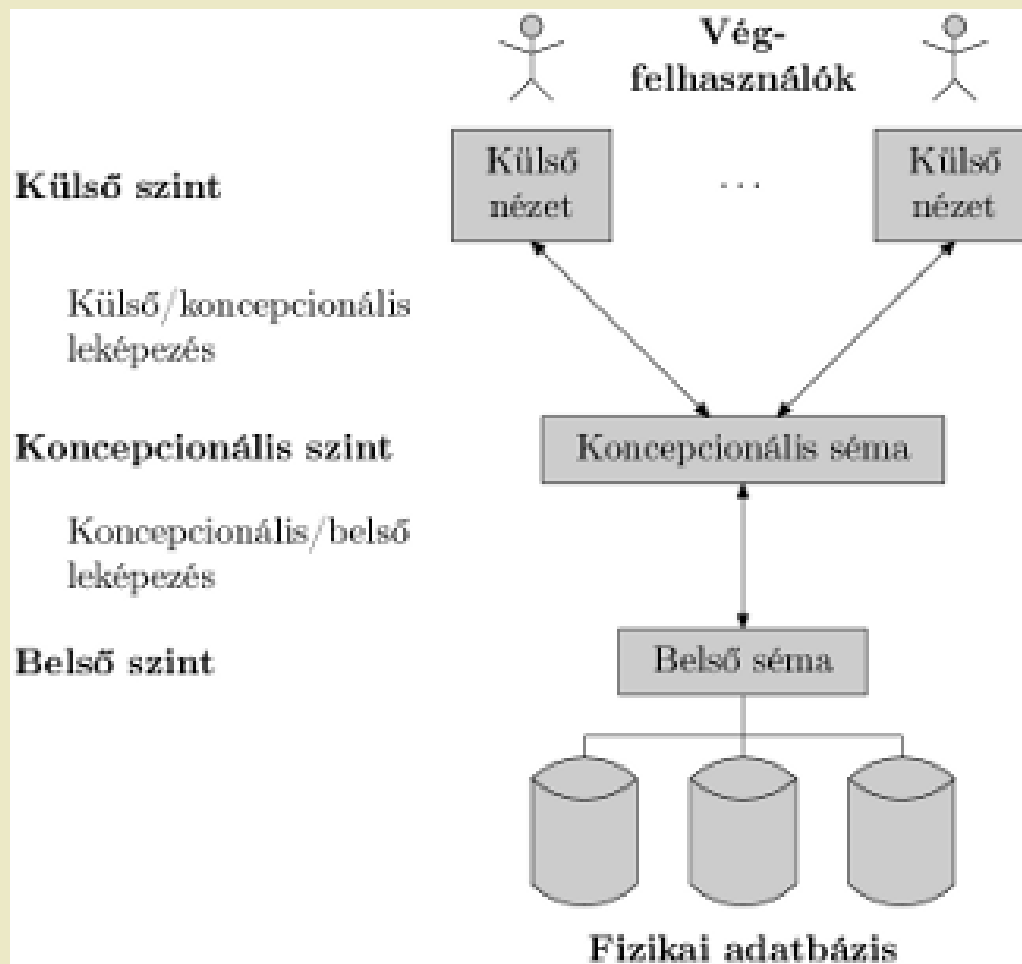 Vég-
felhasználók
Külső szint
Külső
nézet
...
Külső
nézet
Külső/koncepcionális
leképezés
Koncepcionális szint
Koncepcionális séma
Koncepcionális/belső
leképezés
Belső szint
Belső séma
Fizikai adatbázis